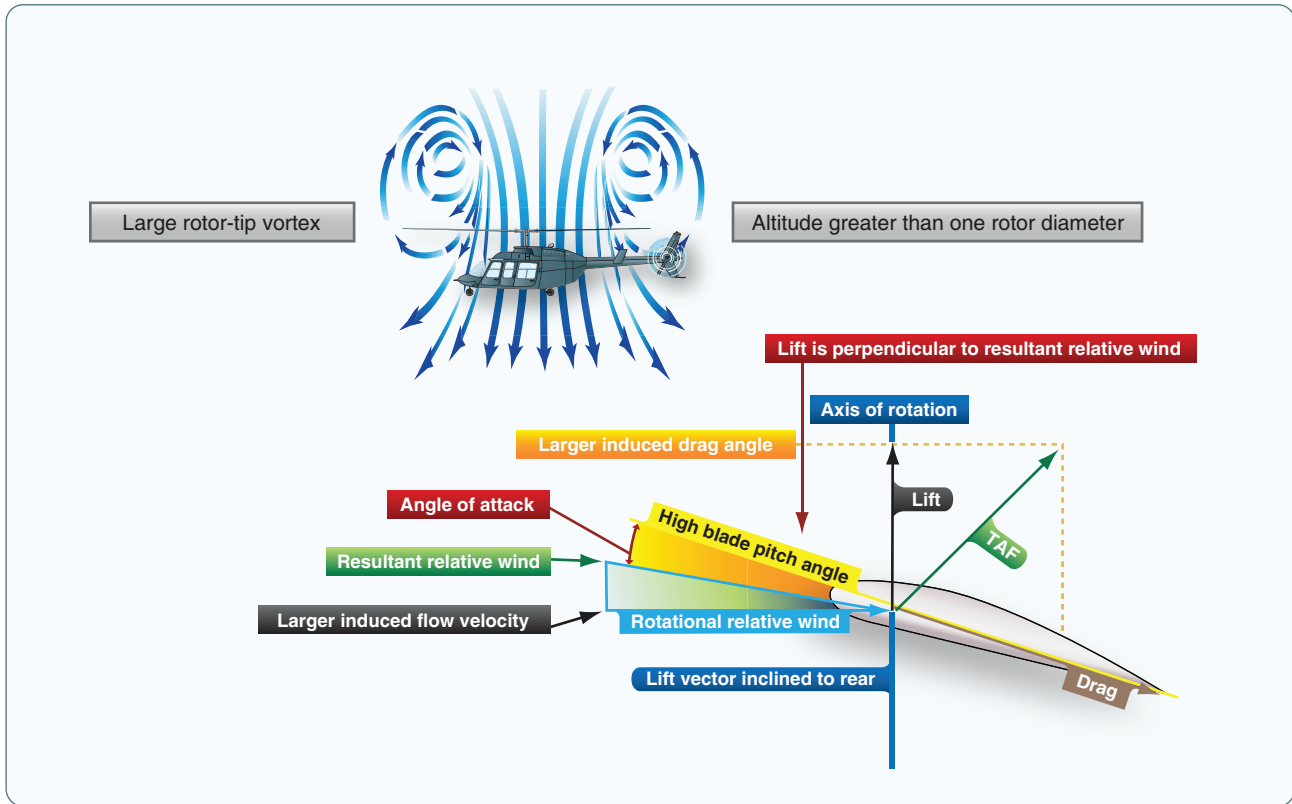 Large rotor-tip vortex
Altitude greater than one rotor diameter
Lift is perpendicular to resultant relative wind
Axis of rotation
Larger induced drag angle
Lift
Angle of attack
High blade pitch angle
TAF
Resultant relative wind
Larger induced flow velocity
Rotational relative wind
Lift vector inclined to rear
Drag